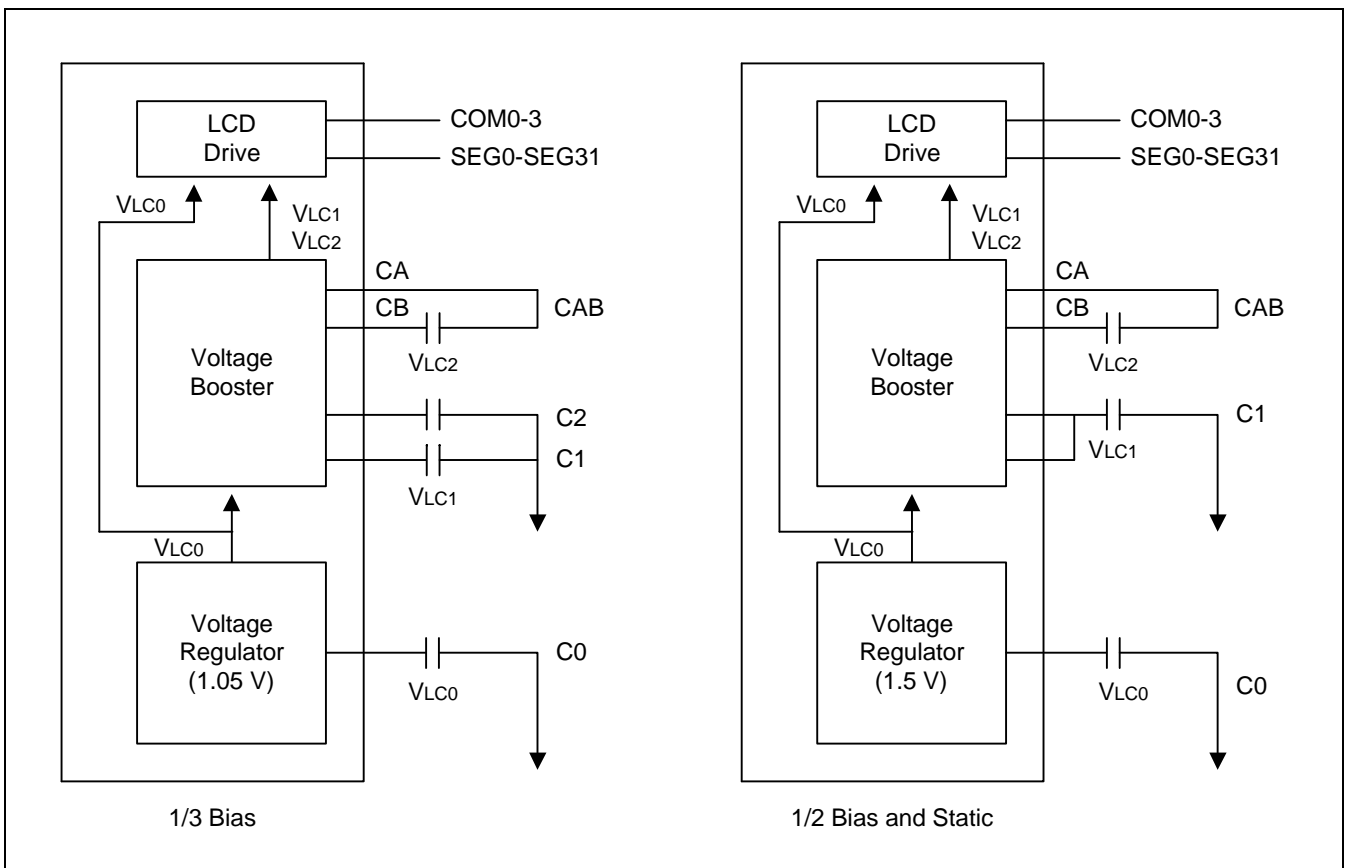 LCD
Drive
COM0-3
SEG0-SEG31
VLC0
VLC1
VLC2
CA
CB
CAB
VLC2
Voltage
Booster
C2
C1
VLC1
VLC0
Voltage
Regulator
(1.05 V)
C0
VLC0
1/3 Bias
LCD
Drive
COM0-3
SEG0-SEG31
VLC0
VLC1
VLC2
CA
CB
CAB
VLC2
Voltage
Booster
C1
VLC1
VLC0
Voltage
Regulator
(1.5 V)
C0
VLC0
1/2 Bias and Static